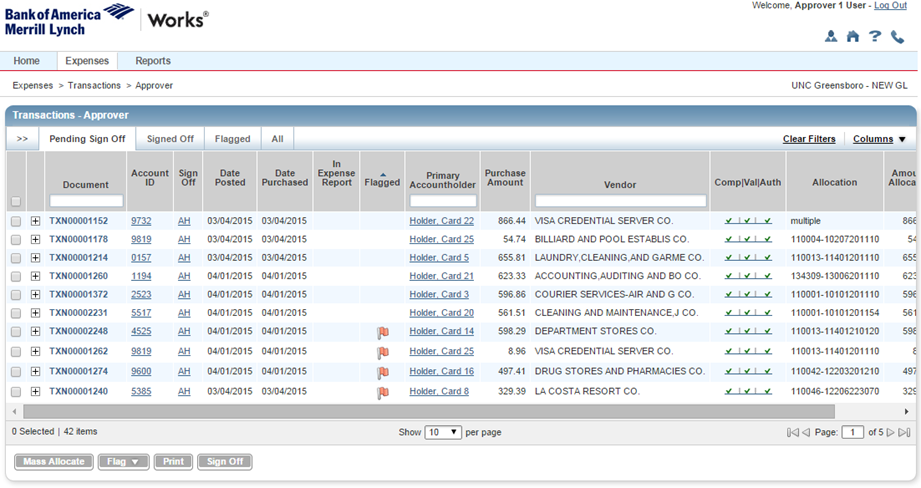 Bank of America
Merrill Lynch
Works®
Welcome, Approver 1 User - Log Out
Home Expenses Reports
Expenses > Transactions > Approver UNC Greensboro - NEW GL
Transactions - Approver
>> Pending Sign Off Signed Off Flagged All Clear Filters Columns ▼
Document Account ID Sign Off Date Posted Date Purchased In Expense Report Flagged Primary Accountholder Purchase Amount Vendor Comp|Val|Auth Allocation Amou Alloca
TXN00001152 9732 AH 03/04/2015 03/04/2015 Holder, Card 22 866.44 VISA CREDENTIAL SERVER CO. multiple 866
TXN00001178 9819 AH 03/04/2015 03/04/2015 Holder, Card 25 54.74 BILLIARD AND POOL ESTABLIS CO. 110004-10207201110 54
TXN00001214 0157 AH 03/04/2015 03/04/2015 Holder, Card 5 655.81 LAUNDRY,CLEANING,AND GARME CO. 110013-11401201110 655
TXN00001260 1194 AH 04/01/2015 04/01/2015 Holder, Card 21 623.33 ACCOUNTING,AUDITING AND BO CO. 134309-13006201110 623
TXN00001372 2523 AH 04/01/2015 04/01/2015 Holder, Card 3 596.86 COURIER SERVICES-AIR AND G CO. 110001-10101201110 596
TXN00002231 5517 AH 04/01/2015 04/01/2015 Holder, Card 20 561.51 CLEANING AND MAINTENANCE,J CO. 110001-10101201154 561
TXN00002248 4525 AH 04/01/2015 04/01/2015 Holder, Card 14 598.29 DEPARTMENT STORES CO. 110013-11401210120 598
TXN00001262 9819 AH 04/01/2015 04/01/2015 Holder, Card 25 8.96 VISA CREDENTIAL SERVER CO. 110013-11401201110 8
TXN00001274 9600 AH 04/01/2015 04/01/2015 Holder, Card 16 497.41 DRUG STORES AND PHARMACIES CO. 110042-12203201210 497
TXN00001240 5385 AH 03/04/2015 03/04/2015 Holder, Card 8 329.39 LA COSTA RESORT CO. 110046-12206223070 329
0 Selected | 42 items Show 10 per page Page: 1 of 5
Mass Allocate Flag ▼ Print Sign Off